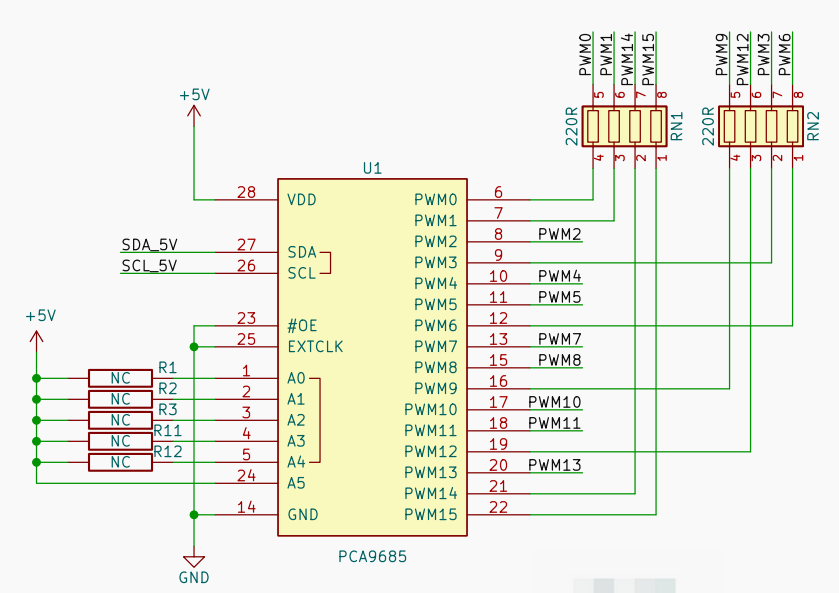 PWM0 PWM1 PWM14 PWM15 PWM9 PWM12 PWM3 PWM6
5 6 7 8 5 6 7 8
220R RN1 220R RN2
4 3 2 1 4 3 2 1
+5V
U1
28 VDD PWM0 6
PWM1 7
PWM2 8 PWM2
SDA_5V 27 SDA PWM3 9
SCL_5V 26 SCL PWM4 10 PWM4
PWM5 11 PWM5
+5V
23 #OE PWM6 12
25 EXTCLK PWM7 13 PWM7
R1 PWM8 15 PWM8
NC 1 A0
R2 PWM9 16
NC 2 A1
R3 PWM10 17 PWM10
NC 3 A2
R11 PWM11 18 PWM11
NC 4 A3
R12 PWM12 19
NC 5 A4
PWM13 20 PWM13
24 A5
PWM14 21
14 GND PWM15 22
PCA9685
GND